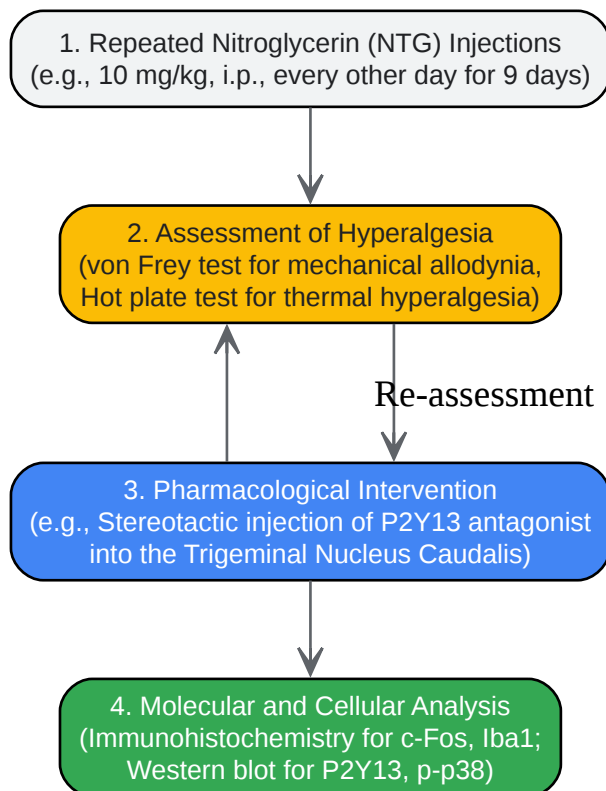 1. Repeated Nitroglycerin (NTG) Injections
(e.g., 10 mg/kg, i.p., every other day for 9 days)
2. Assessment of Hyperalgesia
(von Frey test for mechanical allodynia,
Hot plate test for thermal hyperalgesia)
Re-assessment
3. Pharmacological Intervention
(e.g., Stereotactic injection of P2Y13 antagonist
into the Trigeminal Nucleus Caudalis)
4. Molecular and Cellular Analysis
(Immunohistochemistry for c-Fos, Iba1;
Western blot for P2Y13, p-p38)